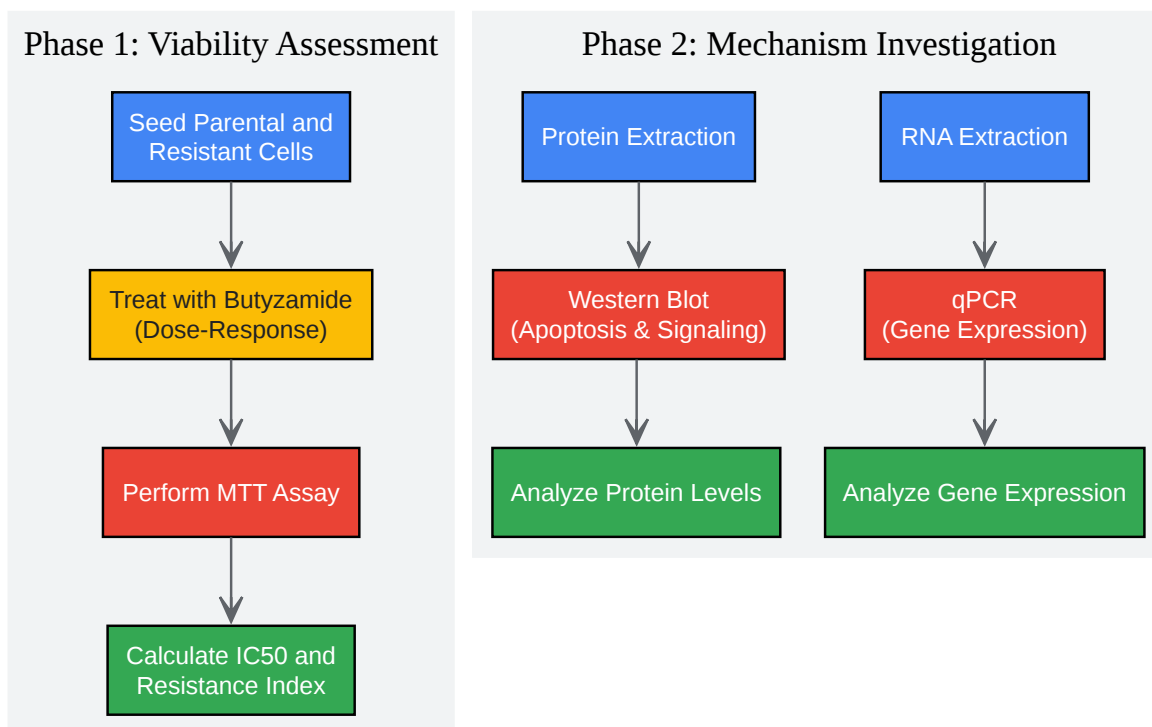 Phase 1: Viability Assessment
Seed Parental and
Resistant Cells
Treat with Butyzamide
(Dose-Response)
Perform MTT Assay
Calculate IC50 and
Resistance Index
Phase 2: Mechanism Investigation
Protein Extraction
Western Blot
(Apoptosis & Signaling)
Analyze Protein Levels
RNA Extraction
qPCR
(Gene Expression)
Analyze Gene Expression